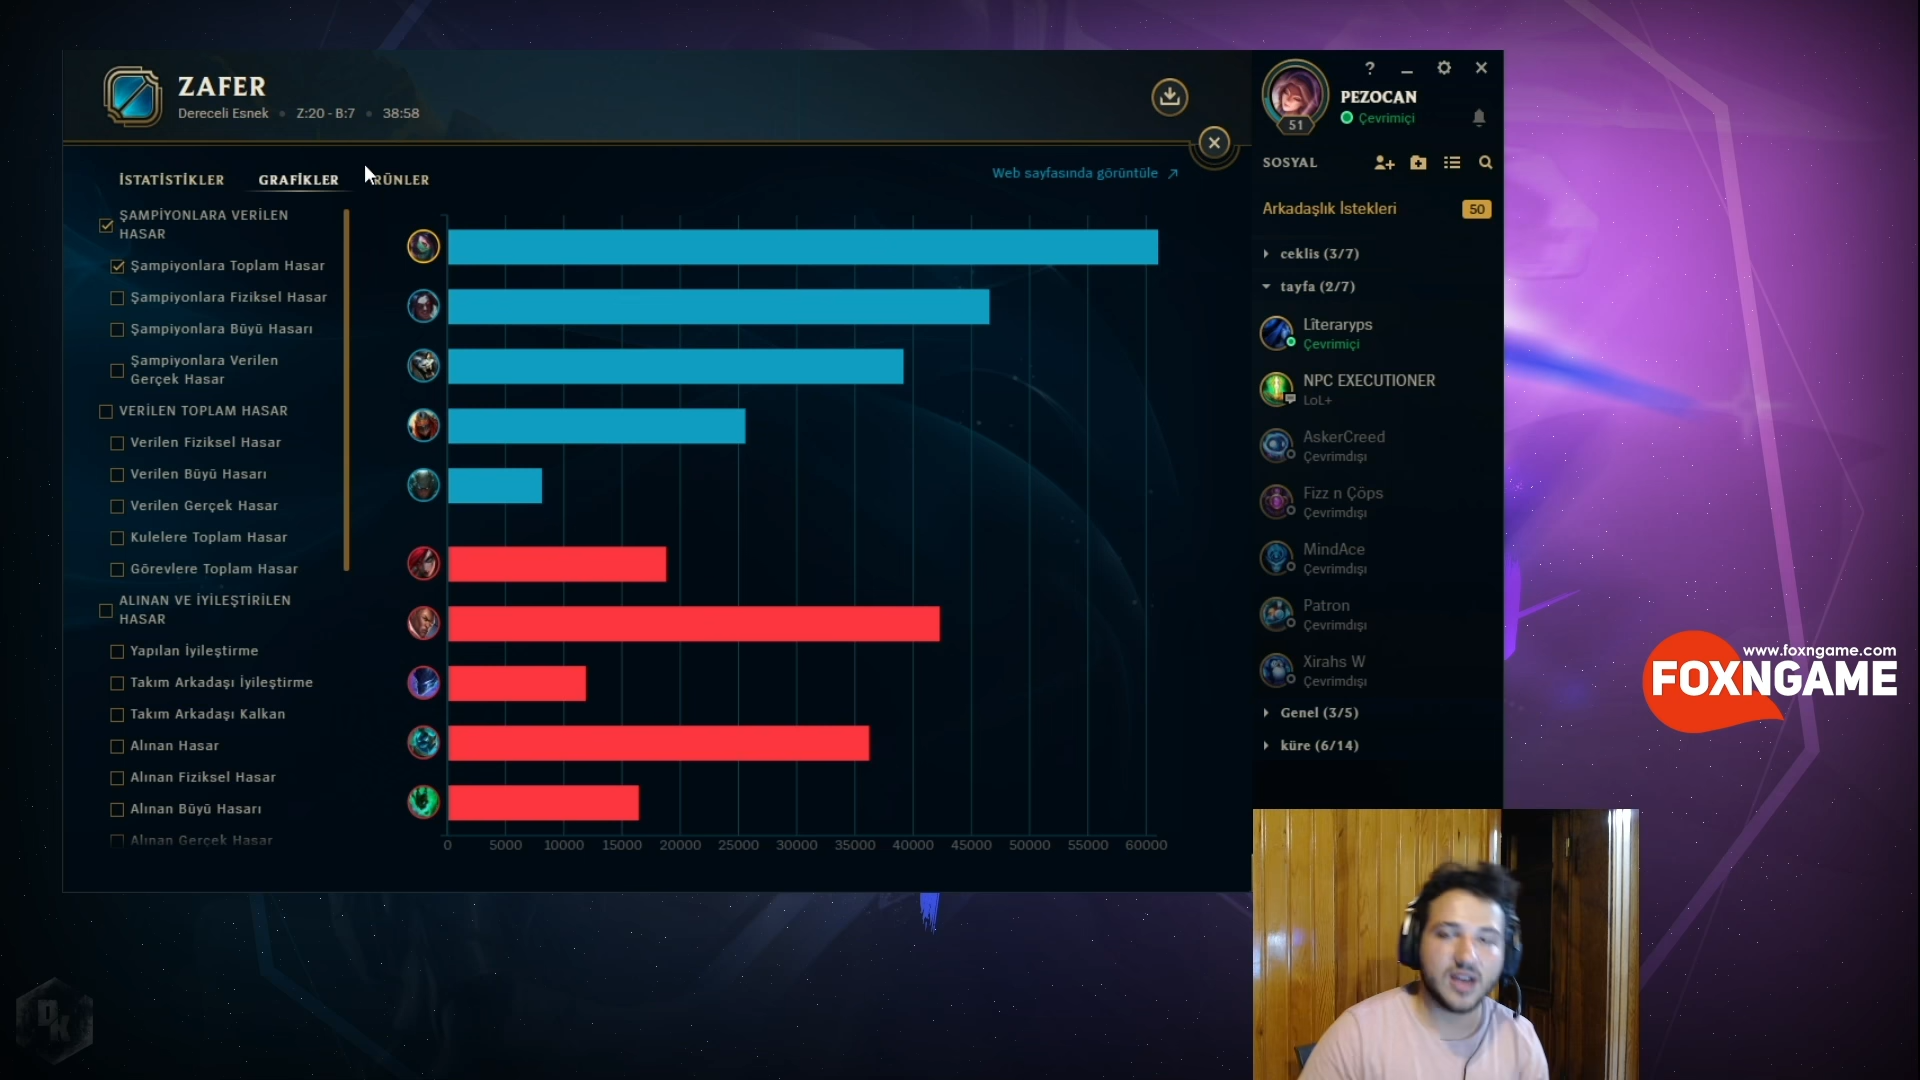 ZAFER
Dereceli Esnek • Z:20 - B:7 • 38:58
İSTATİSTİKLER
GRAFİKLER
RÜNLER
Web sayfasında görüntüle
ŞAMPİYONLARA VERİLEN
HASAR
Şampiyonlara Toplam Hasar
Şampiyonlara Fiziksel Hasar
Şampiyonlara Büyü Hasarı
Şampiyonlara Verilen
Gerçek Hasar
VERİLEN TOPLAM HASAR
Verilen Fiziksel Hasar
Verilen Büyü Hasarı
Verilen Gerçek Hasar
Kulelere Toplam Hasar
Görevlere Toplam Hasar
ALINAN VE İYİLEŞTİRİLEN
HASAR
Yapılan İyileştirme
Takım Arkadaşı İyileştirme
Takım Arkadaşı Kalkan
Alınan Hasar
Alınan Fiziksel Hasar
Alınan Büyü Hasarı
Alınan Gerçek Hasar
0 5000 10000 15000 20000 25000 30000 35000 40000 45000 50000 55000 60000
?
PEZOCAN
51
Çevrimiçi
SOSYAL
Arkadaşlık İstekleri
50
ceklis (3/7)
tayfa (2/7)
Lîteraryps
Çevrimiçi
NPC EXECUTIONER
LoL+
AskerCreed
Çevrimdışı
Fizz n Çöps
Çevrimdışı
MindAce
Çevrimdışı
Patron
Çevrimdışı
Xirahs W
Çevrimdışı
Genel (3/5)
küre (6/14)
www.foxngame.com
FOXNGAME
DK